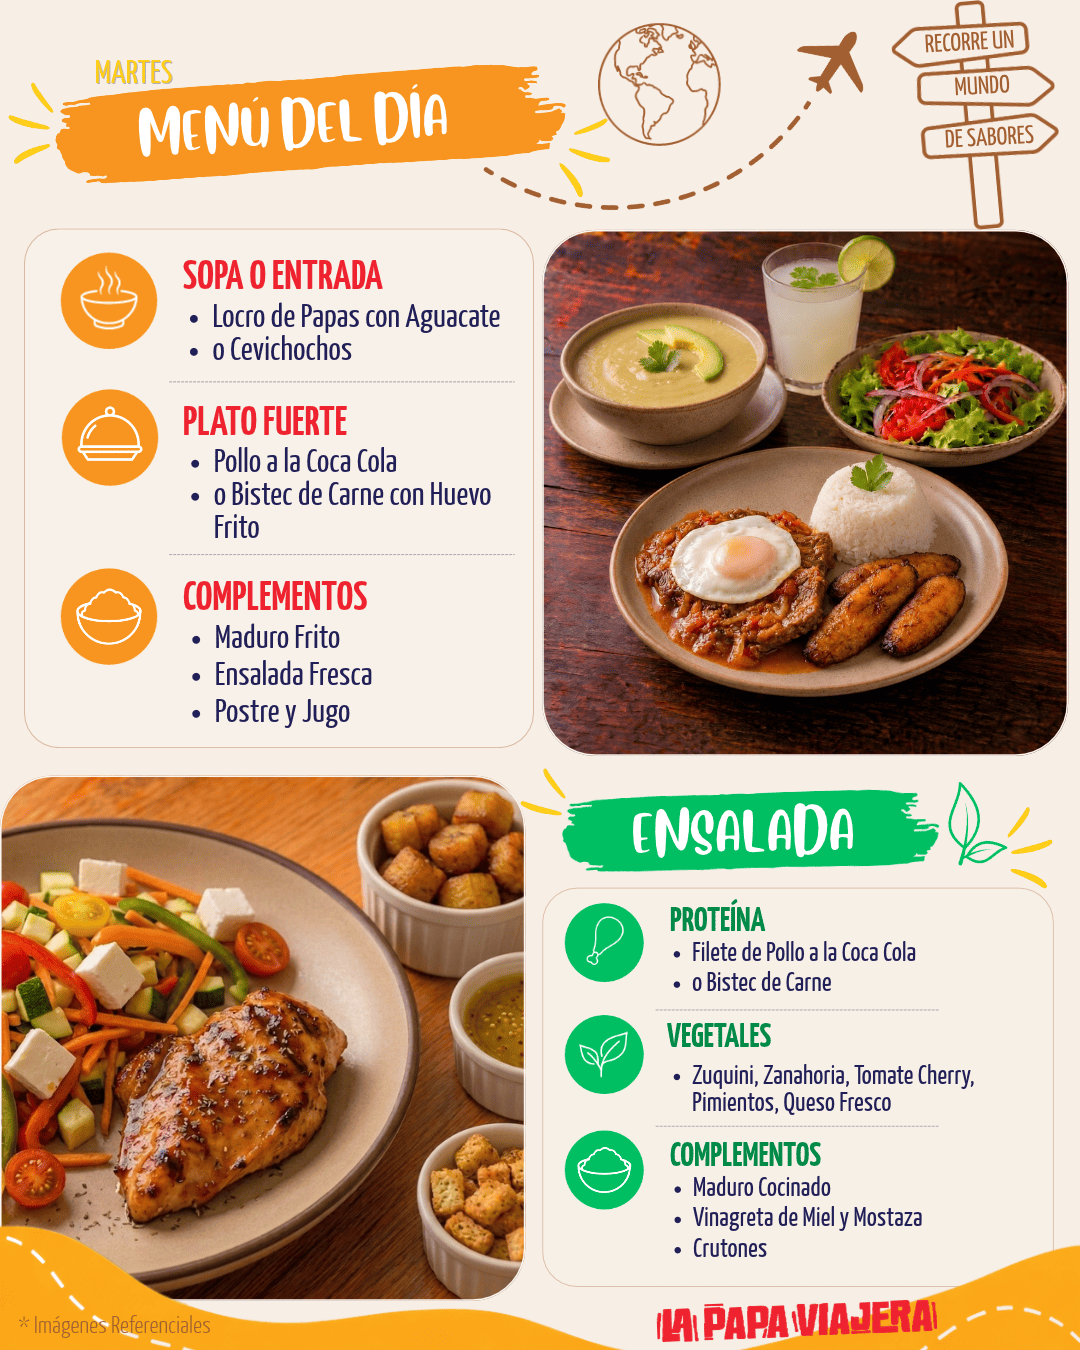 MARTES
MENÚ DEL DÍA
RECORRE UN
MUNDO
DE SABORES
SOPA O ENTRADA
• Locro de Papas con Aguacate
• o Cevichochos
PLATO FUERTE
• Pollo a la Coca Cola
• o Bistec de Carne con Huevo
Frito
COMPLEMENTOS
• Maduro Frito
• Ensalada Fresca
• Postre y Jugo
ENSALADA
PROTEÍNA
• Filete de Pollo a la Coca Cola
• o Bistec de Carne
VEGETALES
• Zuquini, Zanahoria, Tomate Cherry,
Pimientos, Queso Fresco
COMPLEMENTOS
• Maduro Cocinado
• Vinagreta de Miel y Mostaza
• Crutones
* Imágenes Referenciales
LA PAPA VIAJERA